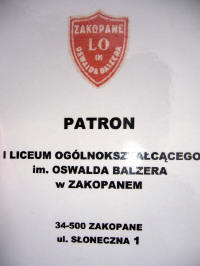 ZAKOPANE
LO
IM
OSWALDA BALZERA
PATRON
I LICEUM OGÓLNOKSZTAŁCĄCEGO
im. OSWALDA BALZERA
w ZAKOPANEM
34-500 ZAKOPANE
ul. SŁONECZNA 1